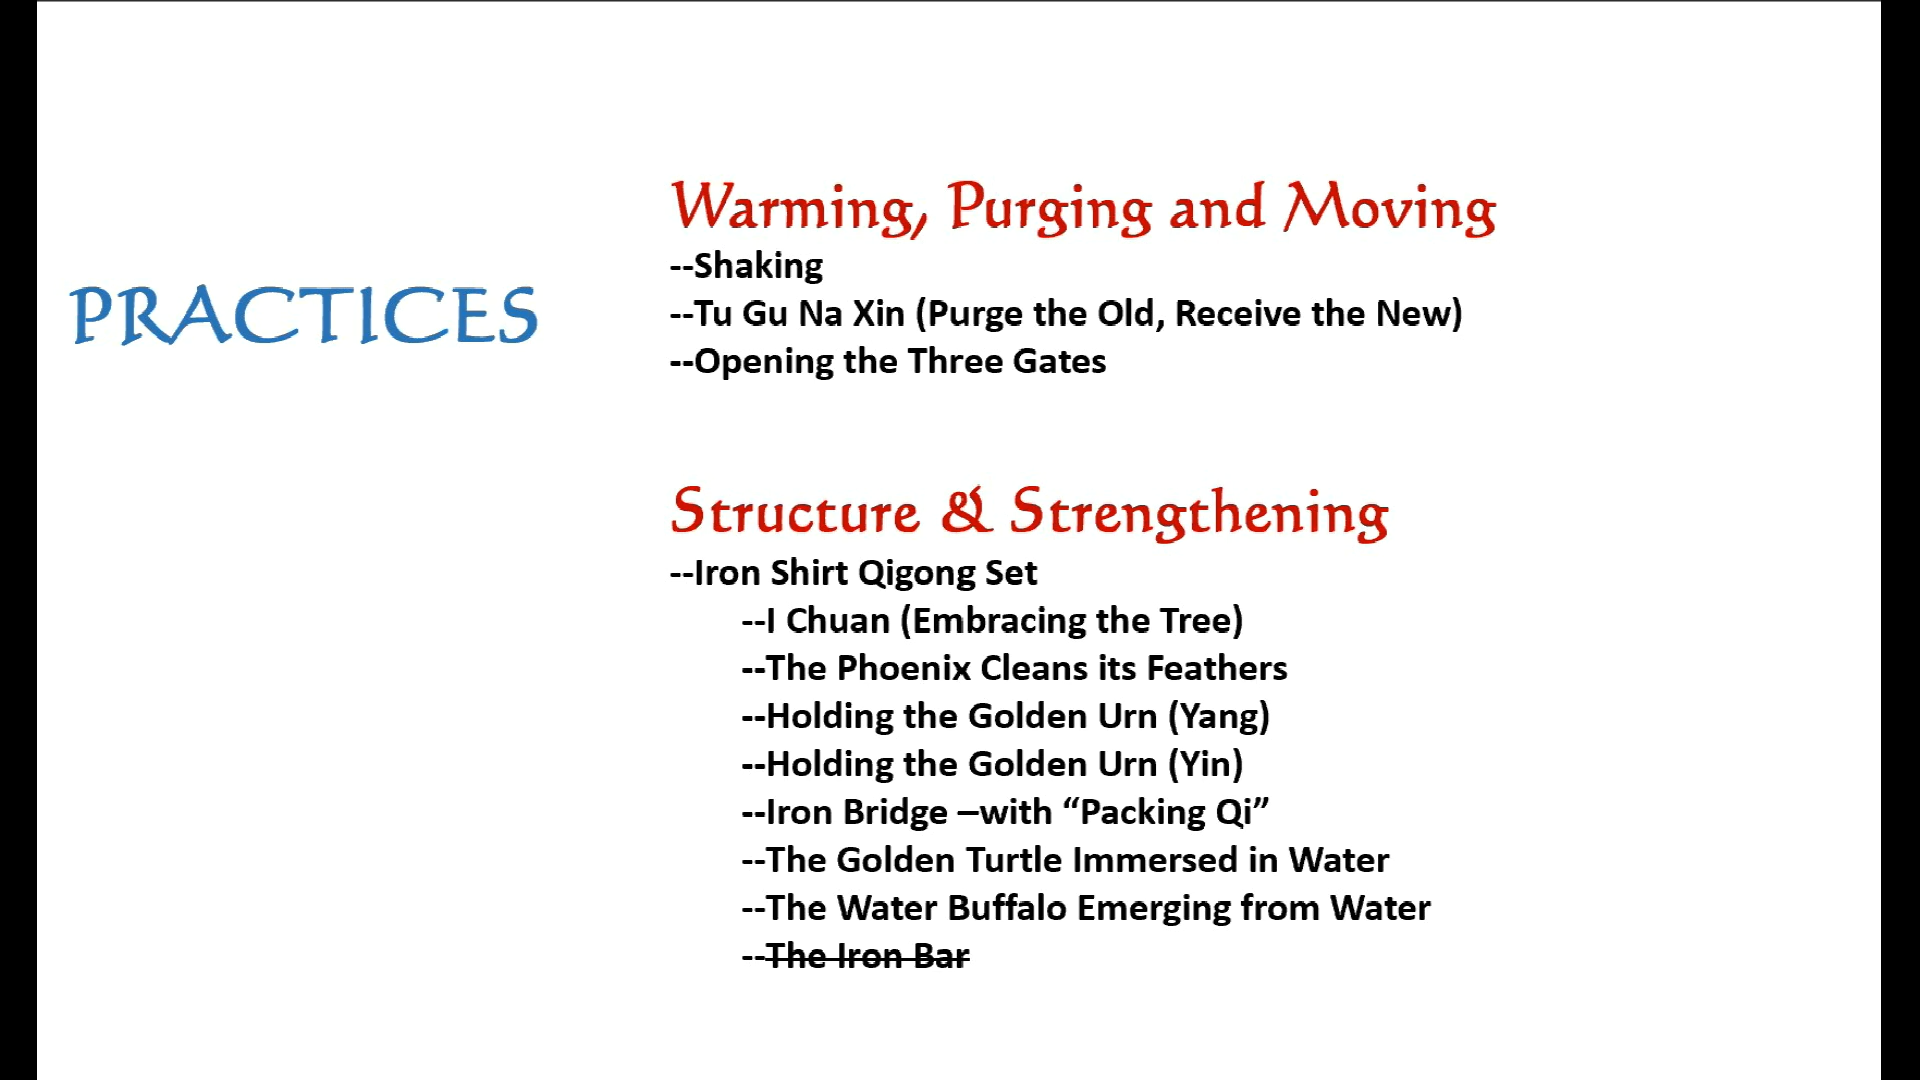 PRACTICES
Warming, Purging and Moving
--Shaking
--Tu Gu Na Xin (Purge the Old, Receive the New)
--Opening the Three Gates
Structure & Strengthening
--Iron Shirt Qigong Set
--I Chuan (Embracing the Tree)
--The Phoenix Cleans its Feathers
--Holding the Golden Urn (Yang)
--Holding the Golden Urn (Yin)
--Iron Bridge –with “Packing Qi”
--The Golden Turtle Immersed in Water
--The Water Buffalo Emerging from Water
--The Iron Bar